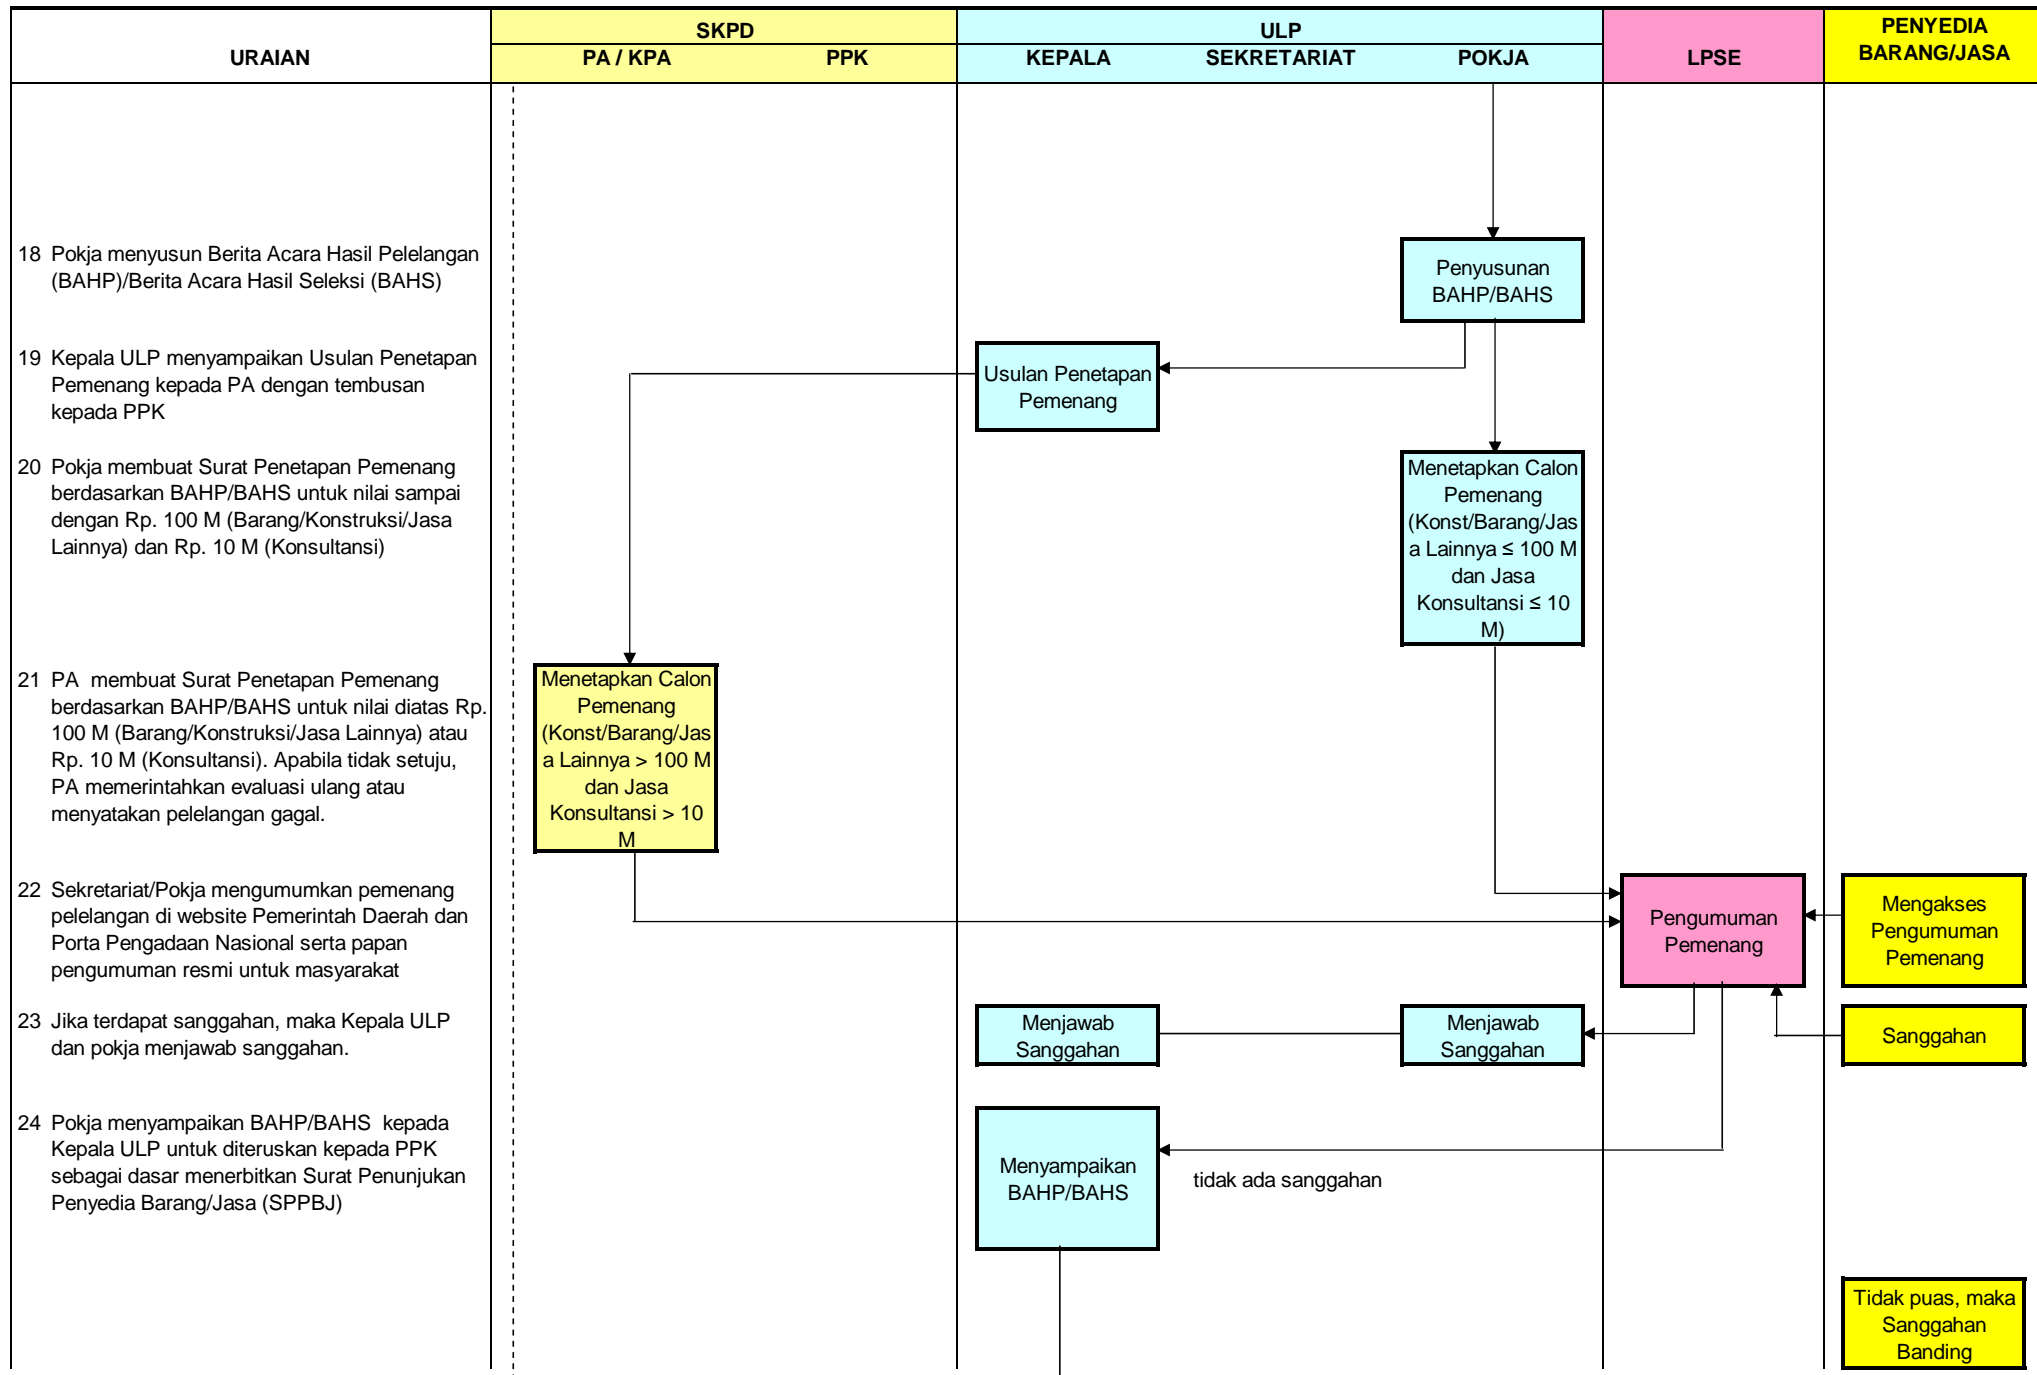 URAIAN
SKPD
PA / KPA
PPK
ULP
KEPALA
SEKRETARIAT
POKJA
LPSE
PENYEDIA
BARANG/JASA
18 Pokja menyusun Berita Acara Hasil Pelelangan
(BAHP)/Berita Acara Hasil Seleksi (BAHS)
Penyusunan
BAHP/BAHS
19 Kepala ULP menyampaikan Usulan Penetapan
Pemenang kepada PA dengan tembusan
kepada PPK
Usulan Penetapan
Pemenang
20 Pokja membuat Surat Penetapan Pemenang
berdasarkan BAHP/BAHS untuk nilai sampai
dengan Rp. 100 M (Barang/Konstruksi/Jasa
Lainnya) dan Rp. 10 M (Konsultansi)
Menetapkan Calon
Pemenang
(Konst/Barang/Jas
a Lainnya ≤ 100 M
dan Jasa
Konsultansi ≤ 10
M)
21 PA membuat Surat Penetapan Pemenang
berdasarkan BAHP/BAHS untuk nilai diatas Rp.
100 M (Barang/Konstruksi/Jasa Lainnya) atau
Rp. 10 M (Konsultansi). Apabila tidak setuju,
PA memerintahkan evaluasi ulang atau
menyatakan pelelangan gagal.
Menetapkan Calon
Pemenang
(Konst/Barang/Jas
a Lainnya > 100 M
dan Jasa
Konsultansi > 10
M
22 Sekretariat/Pokja mengumumkan pemenang
pelelangan di website Pemerintah Daerah dan
Porta Pengadaan Nasional serta papan
pengumuman resmi untuk masyarakat
Pengumuman
Pemenang
Mengakses
Pengumuman
Pemenang
23 Jika terdapat sanggahan, maka Kepala ULP
dan pokja menjawab sanggahan.
Menjawab
Sanggahan
Menjawab
Sanggahan
Sanggahan
24 Pokja menyampaikan BAHP/BAHS kepada
Kepala ULP untuk diteruskan kepada PPK
sebagai dasar menerbitkan Surat Penunjukan
Penyedia Barang/Jasa (SPPBJ)
Menyampaikan
BAHP/BAHS
tidak ada sanggahan
Tidak puas, maka
Sanggahan
Banding